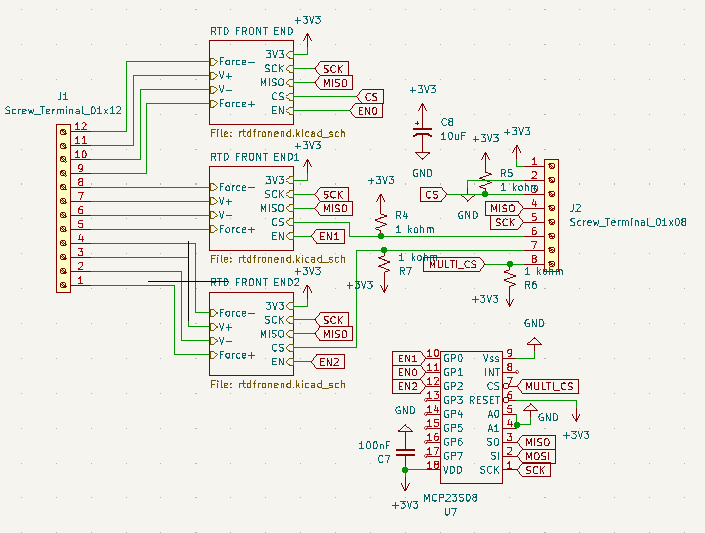 +3V3
RTD FRONT END
Force-
V+
V-
Force+
3V3
SCK
MISO
CS
EN
SCK
MISO
CS
EN0
File: rtdfronend.kicad_sch
J1
Screw_Terminal_01x12
12
11
10
9
8
7
6
5
4
3
2
1
+3V3
RTD FRONT END1
Force-
V+
V-
Force+
3V3
SCK
MISO
CS
EN
SCK
MISO
EN1
File: rtdfronend.kicad_sch
+3V3
RTD FRONT END2
Force-
V+
V-
Force+
3V3
SCK
MISO
CS
EN
SCK
MISO
EN2
File: rtdfronend.kicad_sch
+3V3
C8
10uF
GND
+3V3
+3V3
R5
1 kohm
CS
GND
MISO
SCK
+3V3
R4
1 kohm
1 kohm
R7
+3V3
MULTI_CS
1 kohm
R6
+3V3
1
2
3
4
5
6
7
8
J2
Screw_Terminal_01x08
GND
EN1
EN0
EN2
10
11
12
13
14
15
16
17
18
GP0
GP1
GP2
GP3
GP4
GP5
GP6
GP7
VDD
Vss
INT
CS
RESET
A0
A1
SO
SI
SCK
9
8
7
6
5
4
3
2
1
MULTI_CS
GND
+3V3
MISO
MOSI
SCK
GND
100nF
C7
+3V3
MCP23S08
U7